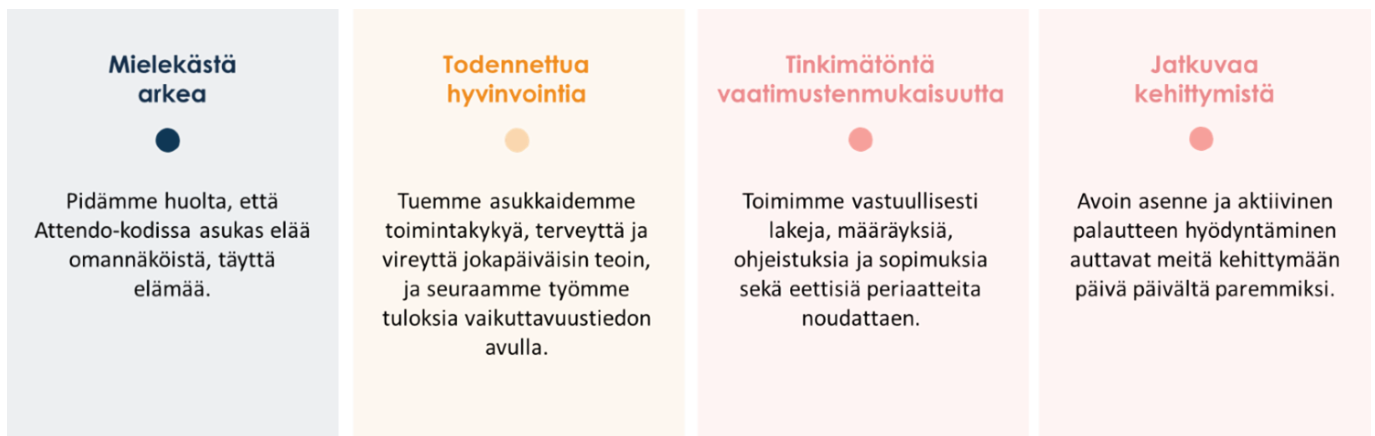 Mielekästä
arkea
Pidämme huolta, että
Attendo-kodissa asukas elää
omannäköistä, täyttä
elämää.
Todennettua
hyvinvointia
Tuemme asukkaidemme
toimintakykyä, terveyttä ja
vireyttä jokapäiväisin teoin,
ja seuraamme työmme
tuloksia vaikuttavuustiedon
avulla.
Tinkimätöntä
vaatimustenmukaisuutta
Toimimme vastuullisesti
lakeja, määräyksiä,
ohjeistuksia ja sopimuksia
sekä eettisiä periaatteita
noudattaen.
Jatkuvaa
kehittymistä
Avoin asenne ja aktiivinen
palautteen hyödyntäminen
auttavat meitä kehittymään
päivä päivältä paremmiksi.